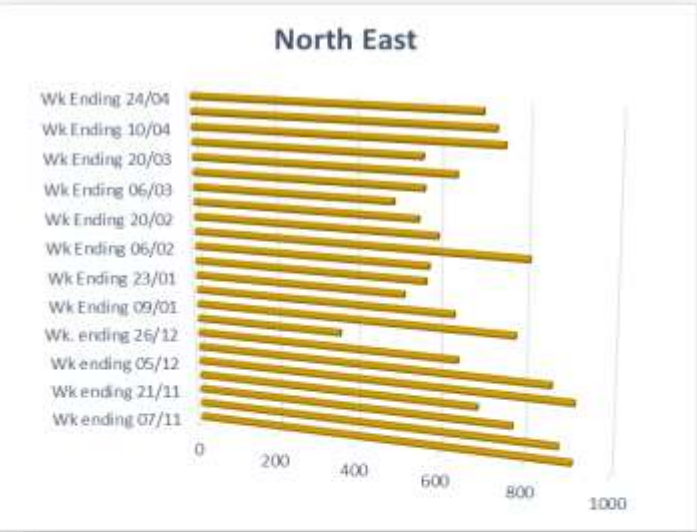 North East
Wk Ending 24/04
Wk Ending 10/04
Wk Ending 20/03
Wk Ending 06/03
Wk Ending 20/02
Wk Ending 06/02
Wk Ending 23/01
Wk Ending 09/01
Wk. ending 26/12
Wk ending 05/12
Wk ending 21/11
Wk ending 07/11
0
200
400
600
800
1000